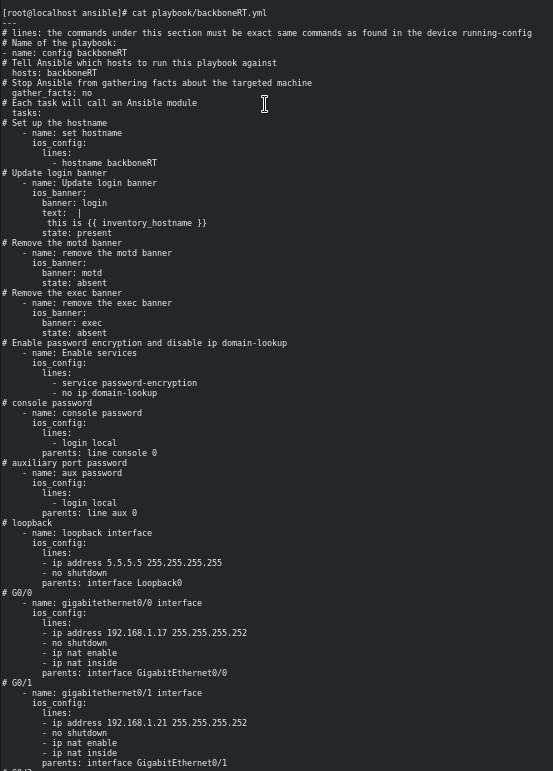 [root@localhost ansible]# cat playbook/backboneRT.yml
---
# lines: the commands under this section must be exact same commands as found in the device running-config
# Name of the playbook:
- name: config backboneRT
# Tell Ansible which hosts to run this playbook against
  hosts: backboneRT
# Stop Ansible from gathering facts about the targeted machine
  gather_facts: no
# Each task will call an Ansible module
  tasks:
# Set up the hostname
    - name: set hostname
      ios_config:
        lines:
          - hostname backboneRT
# Update login banner
    - name: Update login banner
      ios_banner:
        banner: login
        text:  |
         this is {{ inventory_hostname }}
        state: present
# Remove the motd banner
    - name: remove the motd banner
      ios_banner:
        banner: motd
        state: absent
# Remove the exec banner
    - name: remove the exec banner
      ios_banner:
        banner: exec
        state: absent
# Enable password encryption and disable ip domain-lookup
    - name: Enable services
      ios_config:
        lines:
          - service password-encryption
          - no ip domain-lookup
# console password
    - name: console password
      ios_config:
        lines:
          - login local
        parents: line console 0
# auxiliary port password
    - name: aux password
      ios_config:
        lines:
          - login local
        parents: line aux 0
# loopback
    - name: loopback interface
      ios_config:
        lines:
        - ip address 5.5.5.5 255.255.255.255
        - no shutdown
        parents: interface Loopback0
# G0/0
    - name: gigabitethernet0/0 interface
      ios_config:
        lines:
        - ip address 192.168.1.17 255.255.255.252
        - no shutdown
        - ip nat enable
        - ip nat inside
        parents: interface GigabitEthernet0/0
# G0/1
    - name: gigabitethernet0/1 interface
      ios_config:
        lines:
        - ip address 192.168.1.21 255.255.255.252
        - no shutdown
        - ip nat enable
        - ip nat inside
        parents: interface GigabitEthernet0/1